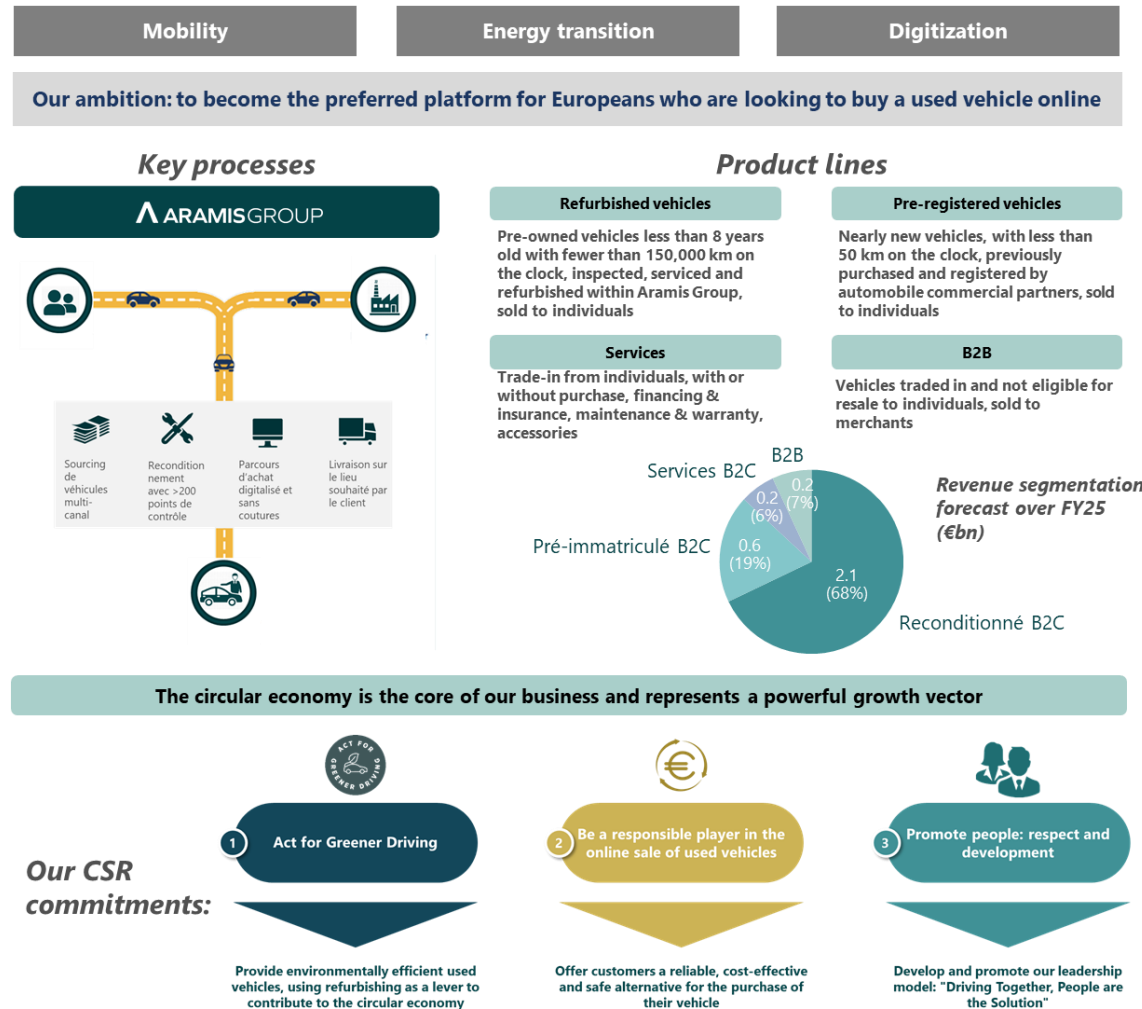 Mobility
Energy transition
Digitization
Our ambition: to become the preferred platform for Europeans who are looking to buy a used vehicle online
Key processes
ARAMISGROUP
Sourcing
de
véhicules
multi-
canal
Recondition
nement
avec >200
points de
contrôle
Parcours
d'achat
digitalisé et
sans
coutures
Livraison sur
le lieu
souhaité par
le client
Product lines
Refurbished vehicles
Pre-owned vehicles less than 8 years
old with fewer than 150,000 km on
the clock, inspected, serviced and
refurbished within Aramis Group,
sold to individuals
Pre-registered vehicles
Nearly new vehicles, with less than
50 km on the clock, previously
purchased and registered by
automobile commercial partners, sold
to individuals
Services
Trade-in from individuals, with or
without purchase, financing &
insurance, maintenance & warranty,
accessories
B2B
Vehicles traded in and not eligible for
resale to individuals, sold to
merchants
Revenue segmentation
forecast over FY25
(€bn)
B2B
0.2
(7%)
Services B2C
0.2
(6%)
Pré-immatriculé B2C
0.6
(19%)
2.1
(68%)
Reconditionné B2C
The circular economy is the core of our business and represents a powerful growth vector
Our CSR
commitments:
ACT FOR
GREENER DRIVING
1
Act for Greener Driving
Provide environmentally efficient used
vehicles, using refurbishing as a lever to
contribute to the circular economy
€
2
Be a responsible player in the
online sale of used vehicles
Offer customers a reliable, cost-effective
and safe alternative for the purchase of
their vehicle
3
Promote people: respect and
development
Develop and promote our leadership
model: "Driving Together, People are
the Solution"